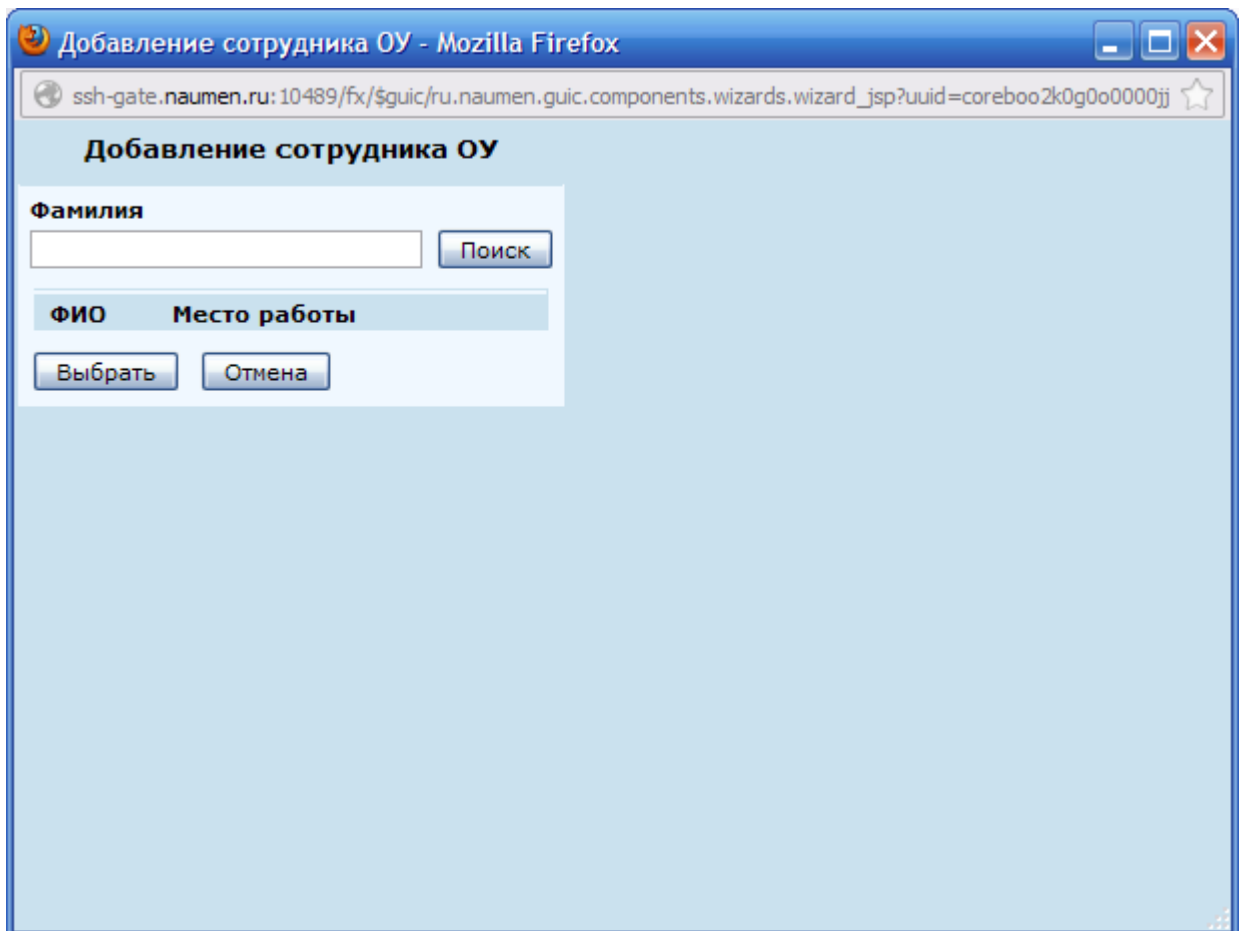 Добавление сотрудника ОУ - Mozilla Firefox
ssh-gate.naumen.ru:10489/fx/$guic/ru.naumen.guic.components.wizards.wizard_jsp?uuid=coreboo2k0g0o0000jj
Добавление сотрудника ОУ
Фамилия
Поиск
ФИО Место работы
Выбрать Отмена